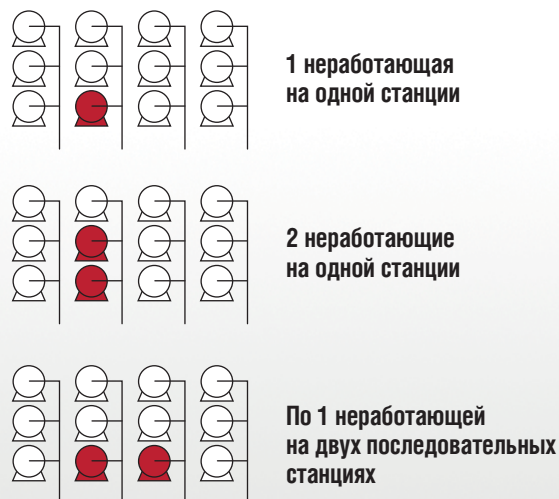 1 неработающая
на одной станции
2 неработающие
на одной станции
По 1 неработающей
на двух последовательных
станциях